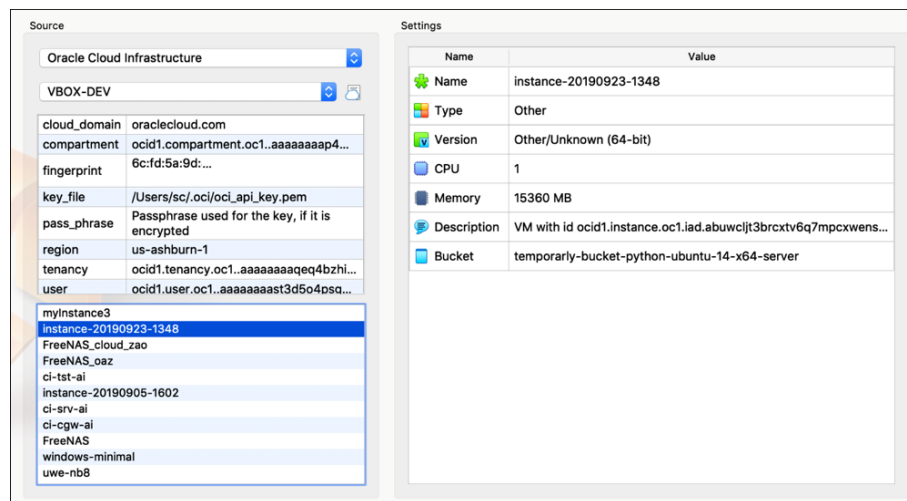 Source
Oracle Cloud Infrastructure
VBOX-DEV
cloud_domain oraclecloud.com
compartment ocid1.compartment.oc1..aaaaaaaap4...
fingerprint 6c:fd:5a:9d:...
key_file /Users/sc/.oci/oci_api_key.pem
pass_phrase Passphrase used for the key, if it is
encrypted
region us-ashburn-1
tenancy ocid1.tenancy.oc1..aaaaaaaaqeq4bzhi...
user ocid1.user.oc1..aaaaaaaast3d5o4psq...
myInstance3
instance-20190923-1348
FreeNAS_cloud_zao
FreeNAS_oaz
ci-tst-ai
instance-20190905-1602
ci-srv-ai
ci-cgw-ai
FreeNAS
windows-minimal
uwe-nb8
Settings
Name Value
Name instance-20190923-1348
Type Other
Version Other/Unknown (64-bit)
CPU 1
Memory 15360 MB
Description VM with id ocid1.instance.oc1.iad.abuwcljt3brcxtv6q7mpcxwens...
Bucket temporarly-bucket-python-ubuntu-14-x64-server